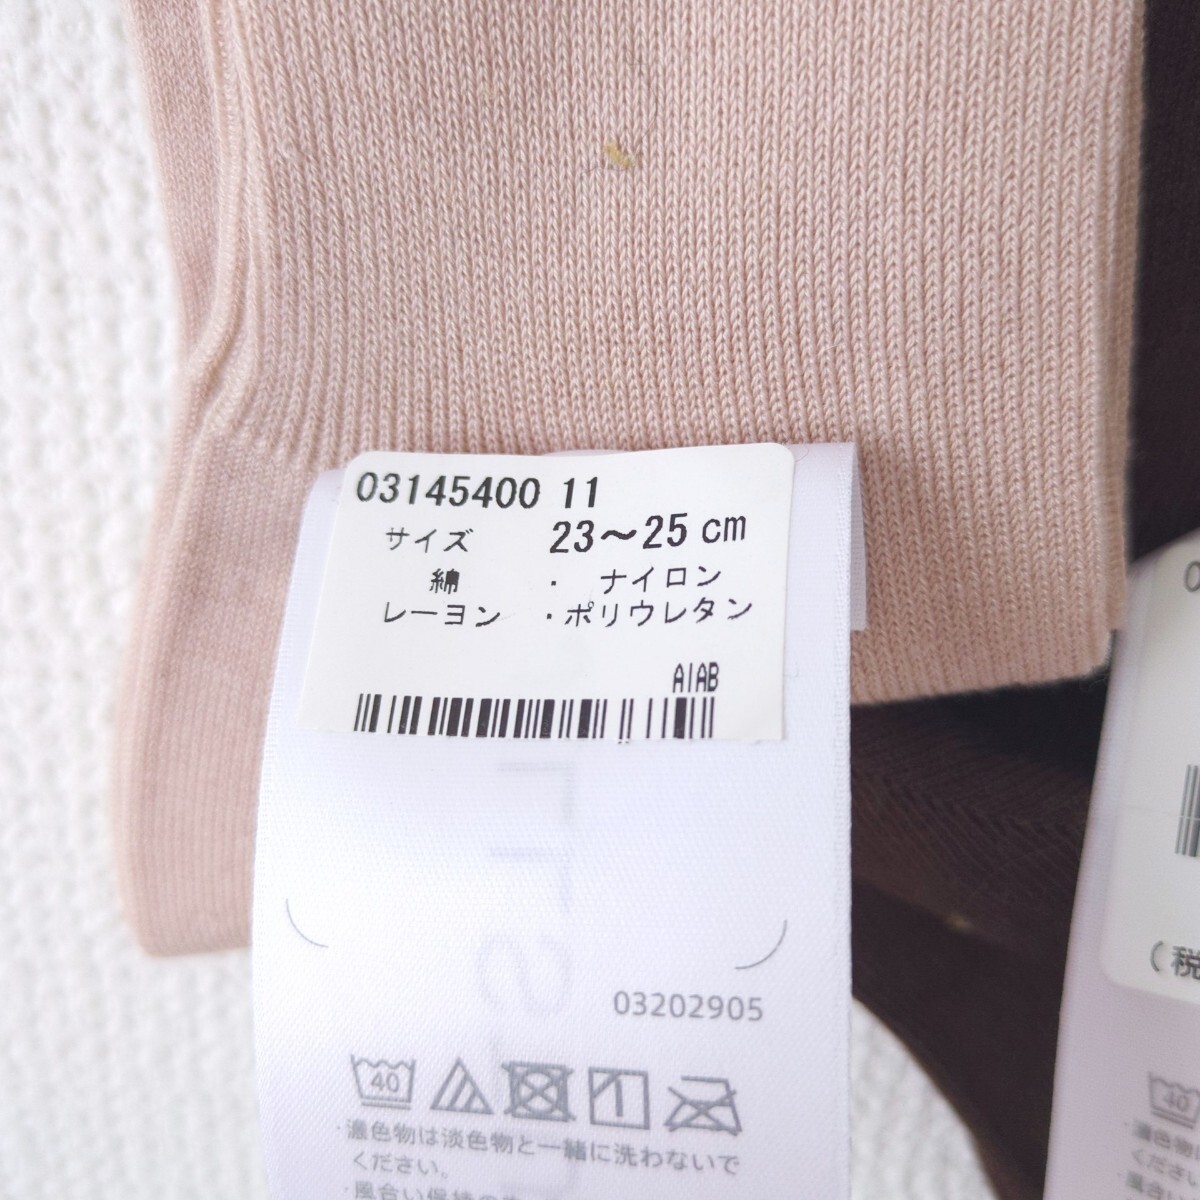 03145400 11
サイズ 23～25 cm
綿 ・ ナイロン
レーヨン ・ポリウレタン
AIAB
03202905
40
・濃色物は淡色物と一緒に洗わないで
ください。
・風合い保持の
0
(税
40